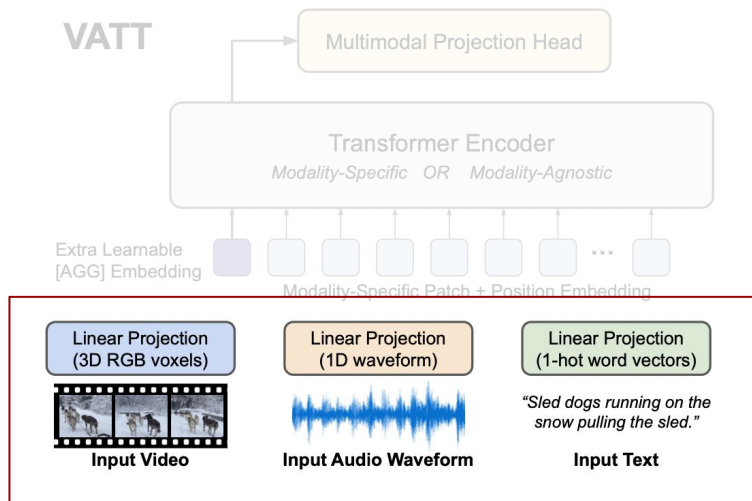 VATT
Multimodal Projection Head
Transformer Encoder
Modality-Specific OR Modality-Agnostic
Extra Learnable
[AGG] Embedding
...
Modality-Specific Patch + Position Embedding
Linear Projection
(3D RGB voxels)
Linear Projection
(1D waveform)
Linear Projection
(1-hot word vectors)
“Sled dogs running on the
snow pulling the sled.”
Input Video
Input Audio Waveform
Input Text